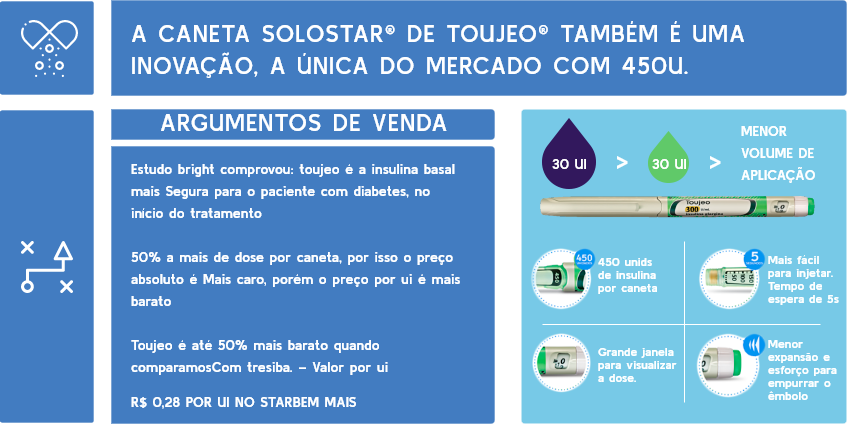 A CANETA SOLOSTAR® DE TOUJEO® TAMBÉM É UMA
INOVAÇÃO, A ÚNICA DO MERCADO COM 450U.
ARGUMENTOS DE VENDA
Estudo bright comprovou: toujeo é a insulina basal
mais Segura para o paciente com diabetes, no
início do tratamento
50% a mais de dose por caneta, por isso o preço
absoluto é Mais caro, porém o preço por ui é mais
barato
Toujeo é até 50% mais barato quando
comparamosCom tresiba. – Valor por ui
R$ 0,28 POR UI NO STARBEM MAIS
30 UI > 30 UI >
MENOR
VOLUME DE
APLICAÇÃO
Toujeo
300
450
450 unids
de insulina
por caneta
5
Mais fácil
para injetar.
Tempo de
espera de 5s
Grande janela
para visualizar
a dose.
Menor
expansão e
esforço para
empurrar o
êmbolo